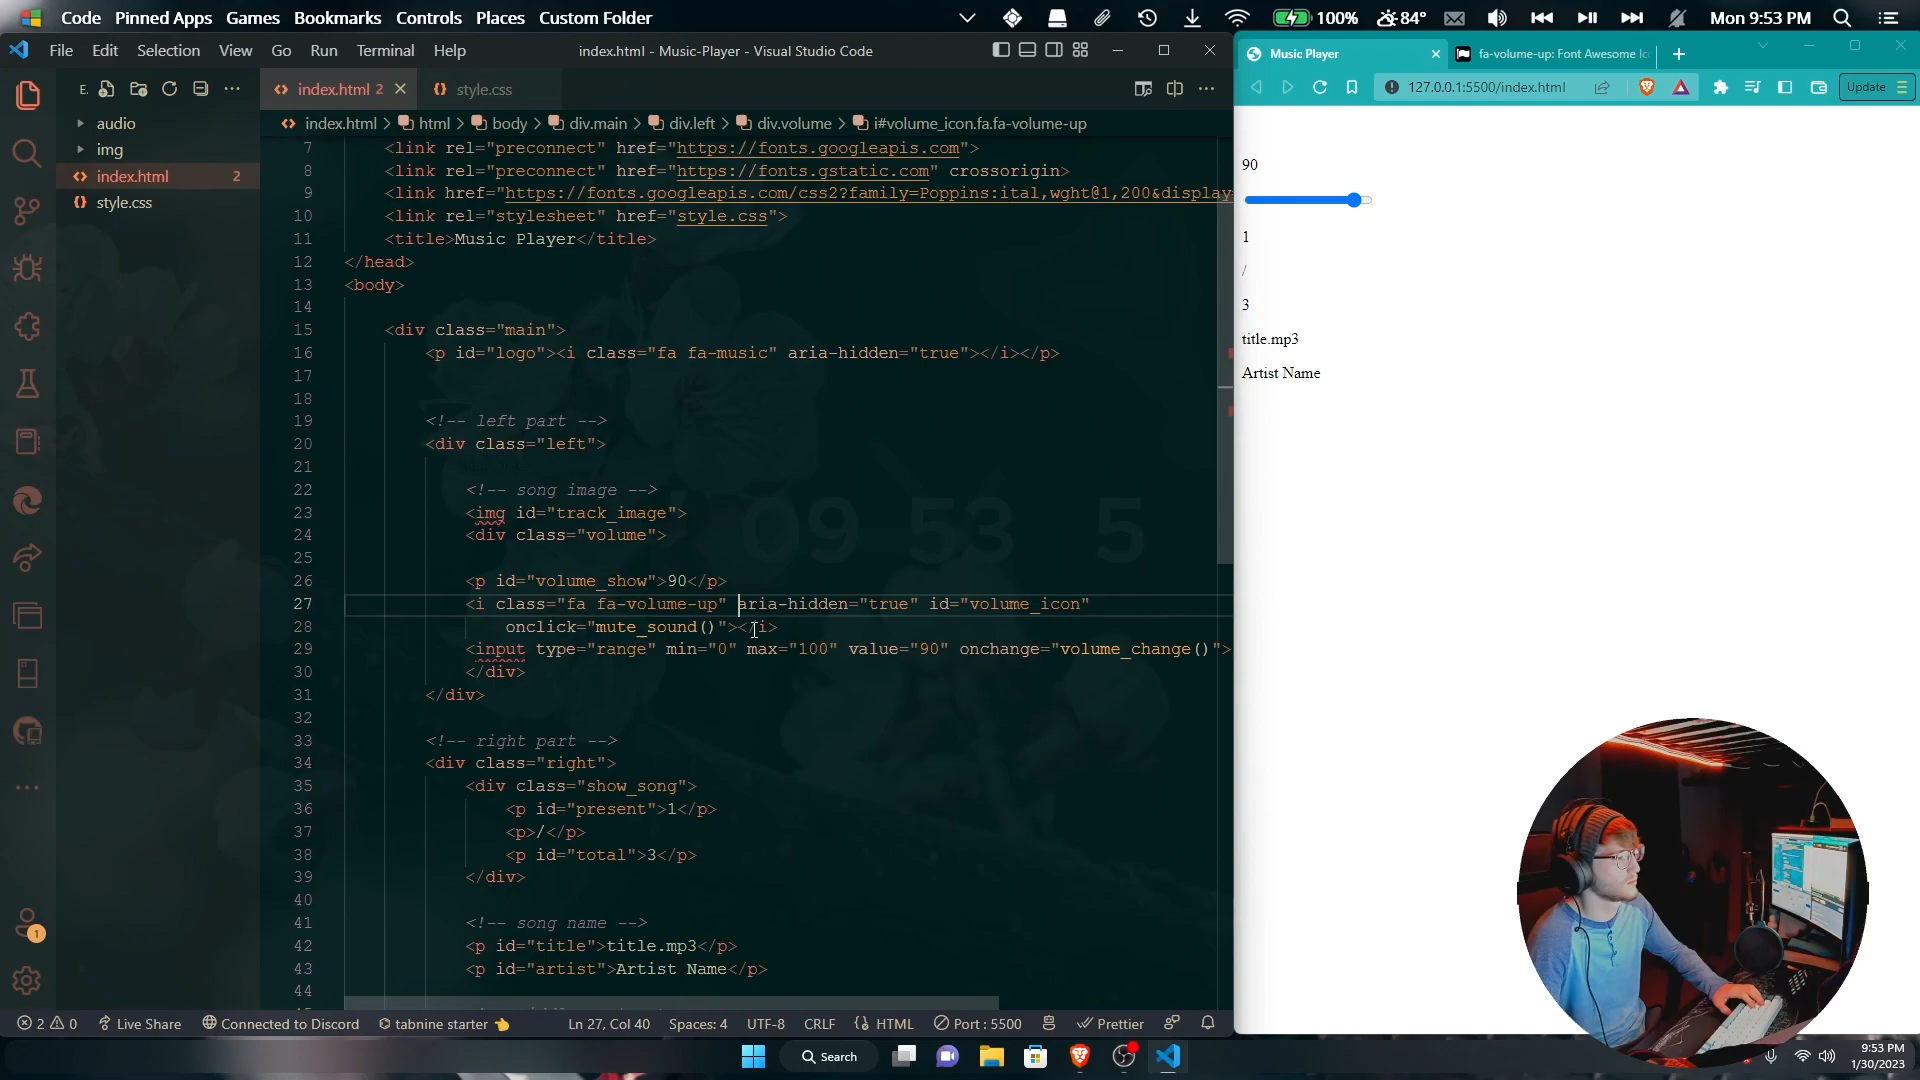 Code Pinned Apps Games Bookmarks Controls Places Custom Folder
100% 84° Mon 9:53 PM
File Edit Selection View Go Run Terminal Help
index.html - Music-Player - Visual Studio Code
Music Player
fa-volume-up: Font Awesome Ic
E.
index.html 2
style.css
127.0.0.1:5500/index.html
Update
audio
img
index.html 2
style.css
index.html > html > body > div.main > div.left > div.volume > i#volume_icon.fa.fa-volume-up
7 <link rel="preconnect" href="https://fonts.googleapis.com">
8 <link rel="preconnect" href="https://fonts.gstatic.com" crossorigin>
9 <link href="https://fonts.googleapis.com/css2?family=Poppins:ital,wght@1,200&display
10 <link rel="stylesheet" href="style.css">
11 <title>Music Player</title>
12 </head>
13 <body>
14
15 <div class="main">
16 <p id="logo"><i class="fa fa-music" aria-hidden="true"></i></p>
17
18
19 <!-- left part -->
20 <div class="left">
21
22 <!-- song image -->
23 <img id="track_image">
24 <div class="volume">
25
26 <p id="volume_show">90</p>
27 <i class="fa fa-volume-up" aria-hidden="true" id="volume_icon"
28 onclick="mute_sound()"></i>
29 <input type="range" min="0" max="100" value="90" onchange="volume_change()">
30 </div>
31 </div>
32
33 <!-- right part -->
34 <div class="right">
35 <div class="show_song">
36 <p id="present">1</p>
37 <p>/</p>
38 <p id="total">3</p>
39 </div>
40
41 <!-- song name -->
42 <p id="title">title.mp3</p>
43 <p id="artist">Artist Name</p>
44
09 53 5
90
1
/
3
title.mp3
Artist Name
1
2 0 Live Share Connected to Discord tabnine starter Ln 27, Col 40 Spaces: 4 UTF-8 CRLF HTML Port : 5500 Prettier
Search
9:53 PM
1/30/2023